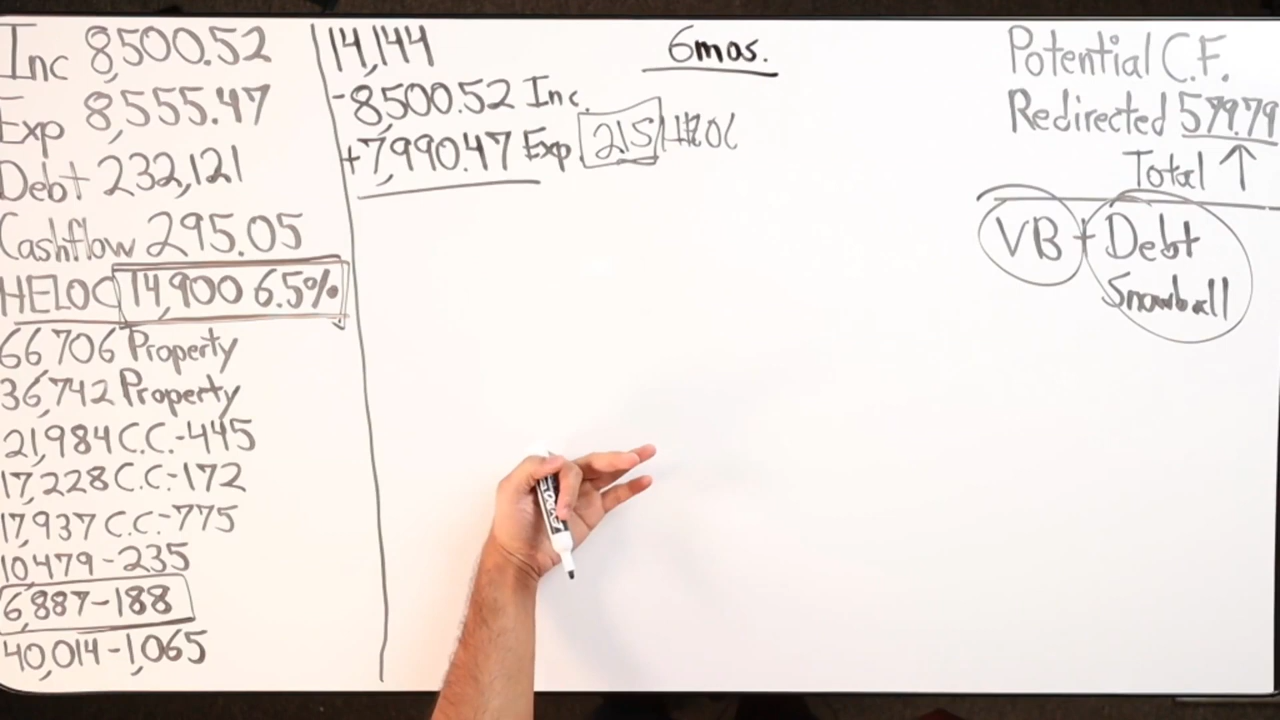 Inc 8,500.52
Exp 8,555.47
Debt 232,121
Cashflow 295.05
HELOC 14,900 6.5%
66,706 Property
36,742 Property
21,984 C.C.-445
17,228 C.C.-172
17,937 C.C.-775
10,479-235
6,887-188
40,014-1,065
14,144
-8500.52 Inc.
+7,990.47 Exp 215
6mos.
Potential C.F.
Redirected 579.79
Total ↑
VB + Debt
Snowball